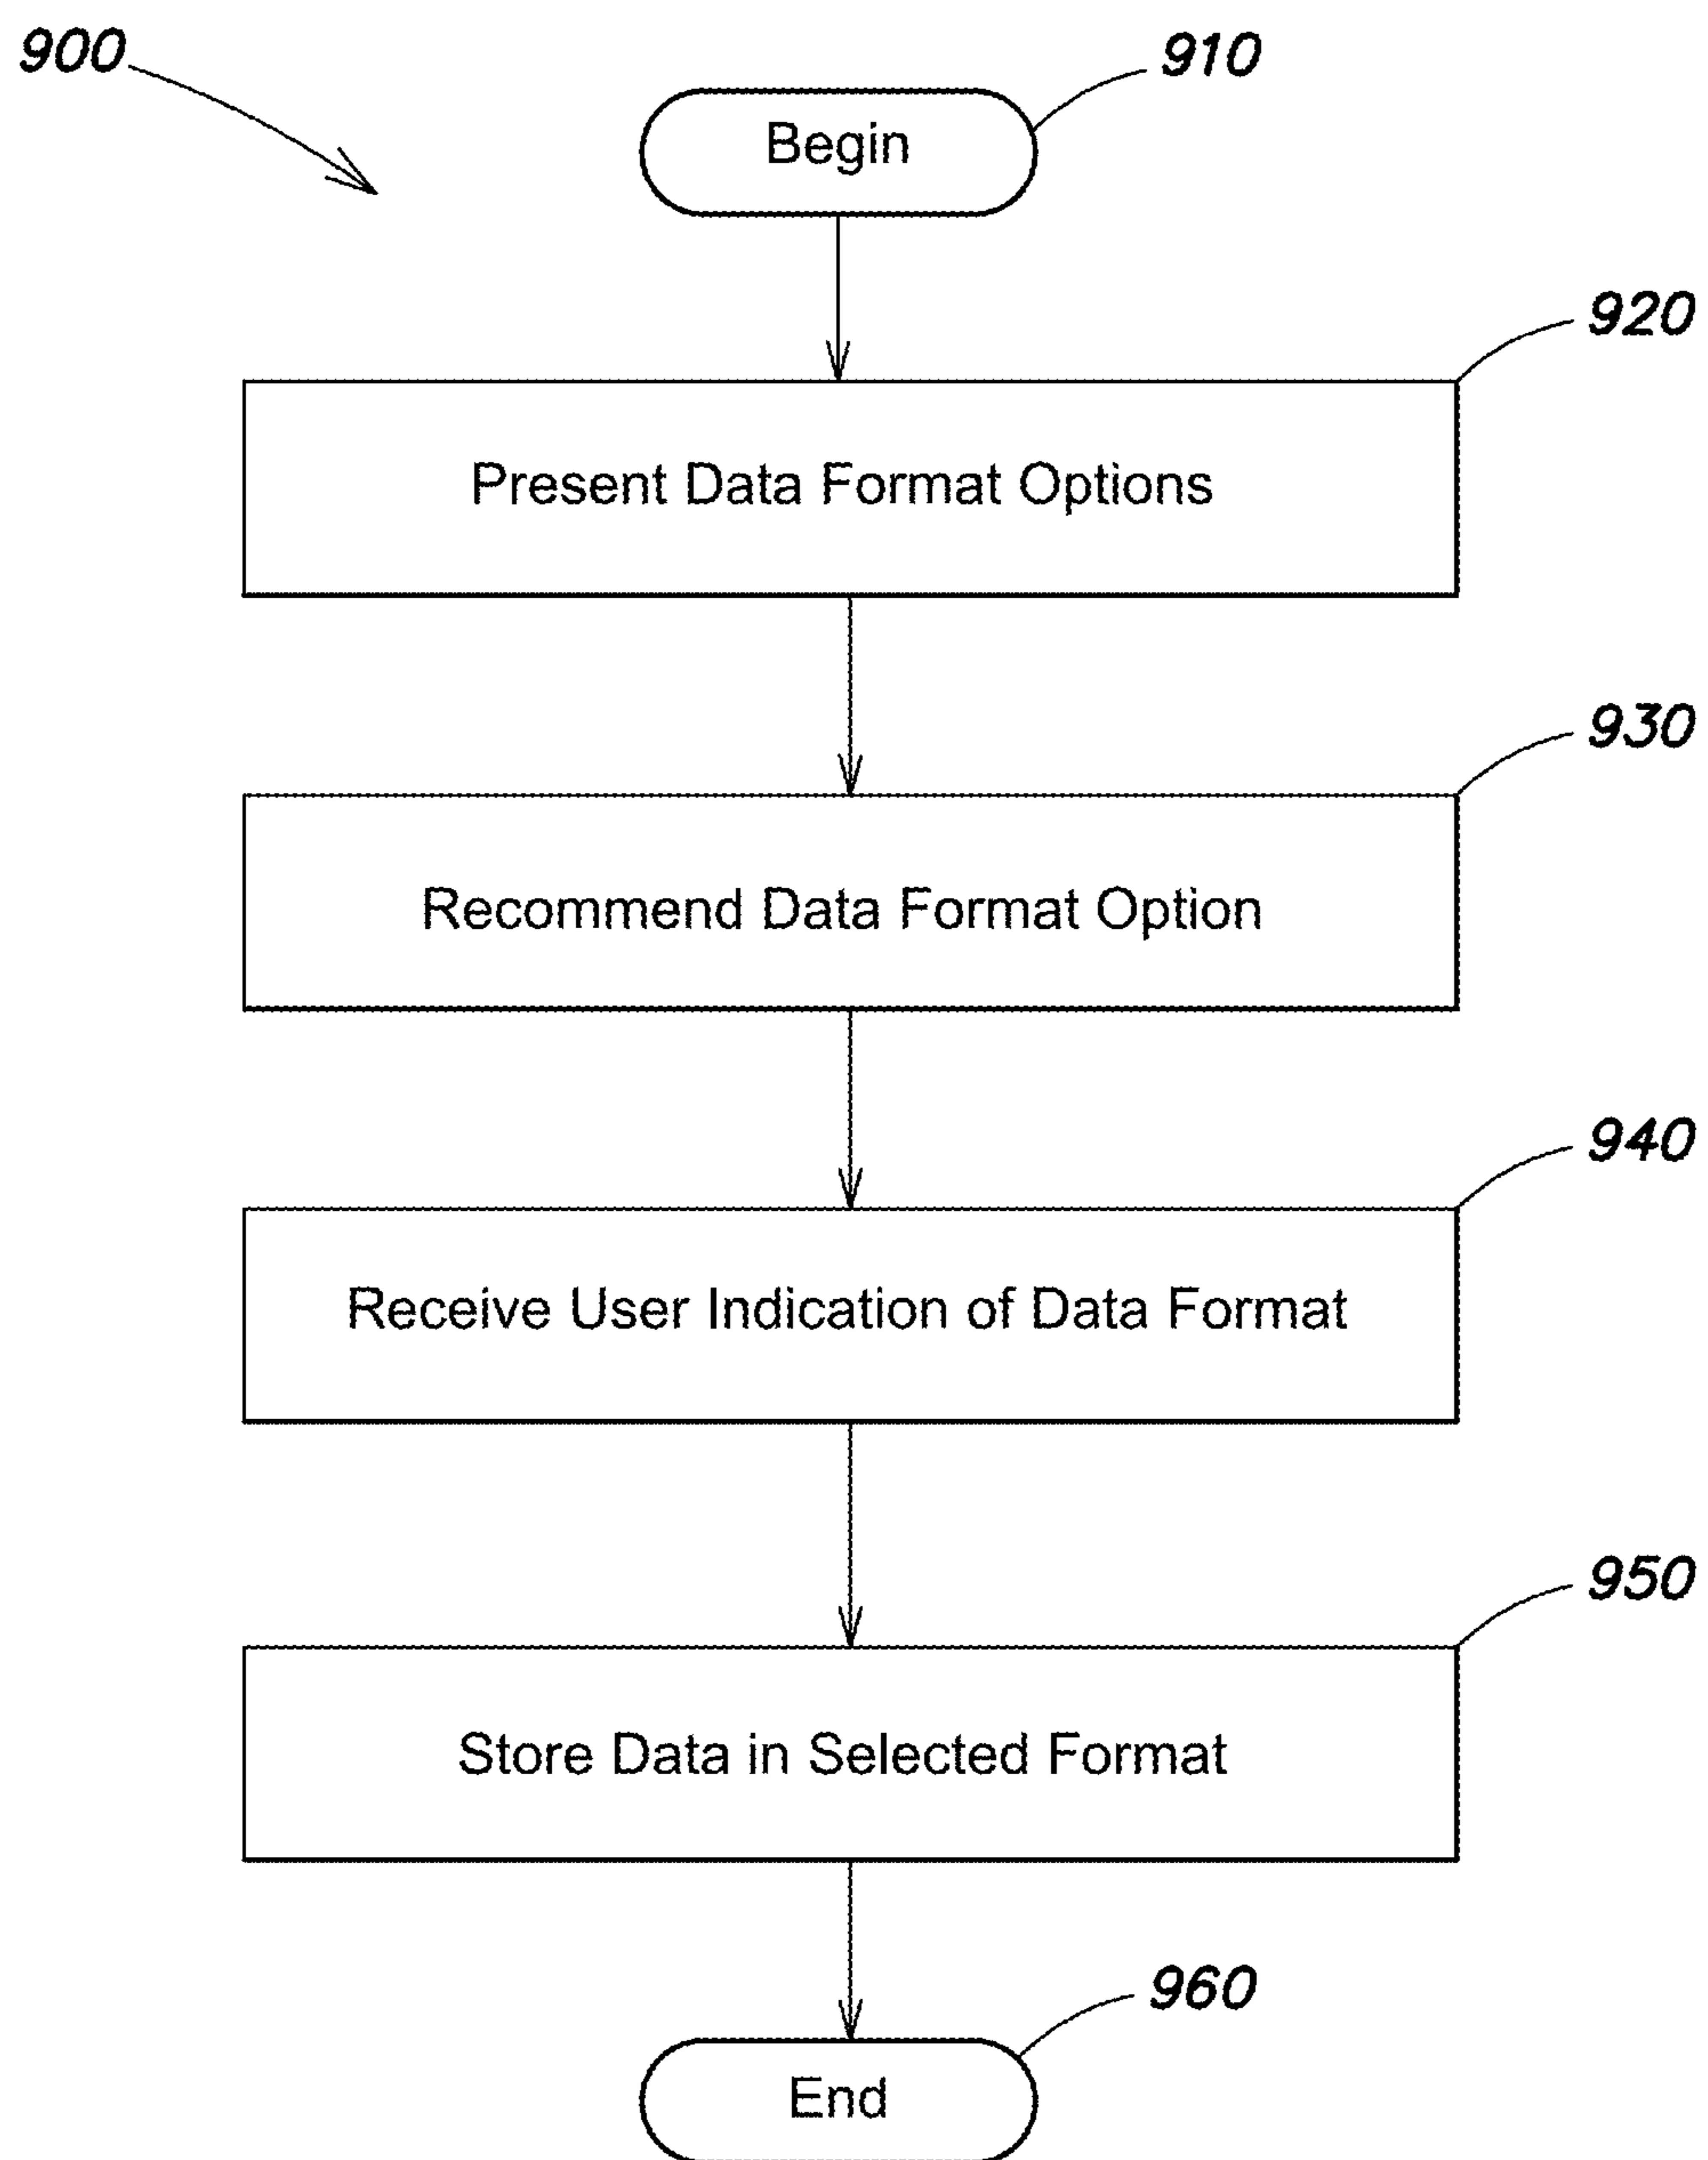 900
910
Begin
920
Present Data Format Options
930
Recommend Data Format Option
940
Receive User Indication of Data Format
950
Store Data in Selected Format
960
End